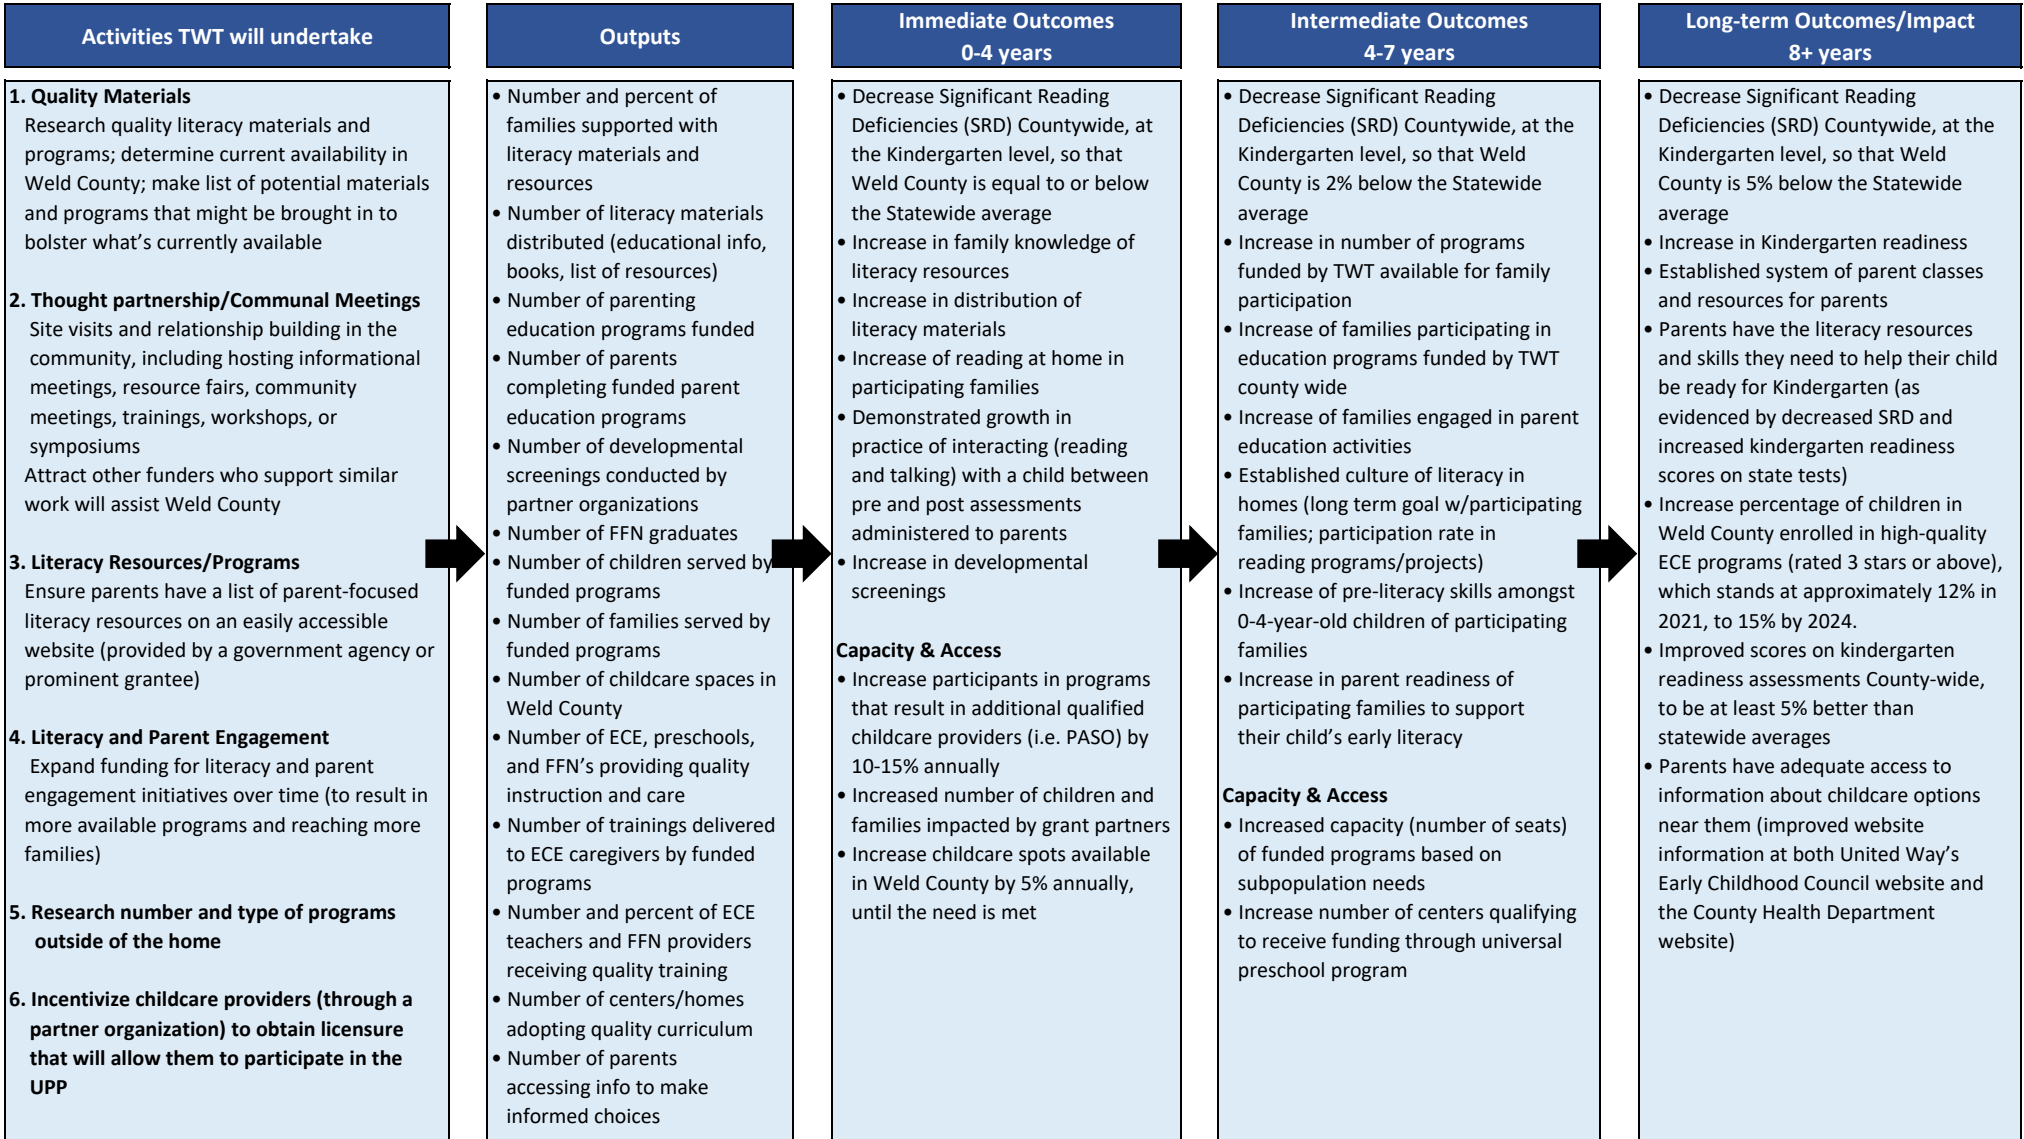 Activities TWT will undertake
1. Quality Materials
Research quality literacy materials and
programs; determine current availability in
Weld County; make list of potential materials
and programs that might be brought in to
bolster what's currently available
2. Thought partnership/Communal Meetings
Site visits and relationship building in the
community, including hosting informational
meetings, resource fairs, community
meetings, trainings, workshops, or
symposiums
Attract other funders who support similar
work will assist Weld County
3. Literacy Resources/Programs
Ensure parents have a list of parent-focused
literacy resources on an easily accessible
website (provided by a government agency or
prominent grantee)
4. Literacy and Parent Engagement
Expand funding for literacy and parent
engagement initiatives over time (to result in
more available programs and reaching more
families)
5. Research number and type of programs
outside of the home
6. Incentivize childcare providers (through a
partner organization) to obtain licensure
that will allow them to participate in the
UPP
Outputs
• Number and percent of
families supported with
literacy materials and
resources
• Number of literacy materials
distributed (educational info,
books, list of resources)
• Number of parenting
education programs funded
• Number of parents
completing funded parent
education programs
• Number of developmental
screenings conducted by
partner organizations
• Number of FFN graduates
• Number of children served by
funded programs
• Number of families served by
funded programs
• Number of childcare spaces in
Weld County
• Number of ECE, preschools,
and FFN's providing quality
instruction and care
• Number of trainings delivered
to ECE caregivers by funded
programs
• Number and percent of ECE
teachers and FFN providers
receiving quality training
• Number of centers/homes
adopting quality curriculum
• Number of parents
accessing info to make
informed choices
Immediate Outcomes
0-4 years
• Decrease Significant Reading
Deficiencies (SRD) Countywide, at
the Kindergarten level, so that
Weld County is equal to or below
the Statewide average
• Increase in family knowledge of
literacy resources
• Increase in distribution of
literacy materials
• Increase of reading at home in
participating families
• Demonstrated growth in
practice of interacting (reading
and talking) with a child between
pre and post assessments
administered to parents
• Increase in developmental
screenings
Capacity & Access
• Increase participants in programs
that result in additional qualified
childcare providers (i.e. PASO) by
10-15% annually
• Increased number of children and
families impacted by grant partners
• Increase childcare spots available
in Weld County by 5% annually,
until the need is met
Intermediate Outcomes
4-7 years
• Decrease Significant Reading
Deficiencies (SRD) Countywide, at the
Kindergarten level, so that Weld
County is 2% below the Statewide
average
• Increase in number of programs
funded by TWT available for family
participation
• Increase of families participating in
education programs funded by TWT
county wide
• Increase of families engaged in parent
education activities
• Established culture of literacy in
homes (long term goal w/participating
families; participation rate in
reading programs/projects)
• Increase of pre-literacy skills amongst
0-4-year-old children of participating
families
• Increase in parent readiness of
participating families to support
their child's early literacy
Capacity & Access
• Increased capacity (number of seats)
of funded programs based on
subpopulation needs
• Increase number of centers qualifying
to receive funding through universal
preschool program
Long-term Outcomes/Impact
8+ years
• Decrease Significant Reading
Deficiencies (SRD) Countywide, at the
Kindergarten level, so that Weld
County is 5% below the Statewide
average
• Increase in Kindergarten readiness
• Established system of parent classes
and resources for parents
• Parents have the literacy resources
and skills they need to help their child
be ready for Kindergarten (as
evidenced by decreased SRD and
increased kindergarten readiness
scores on state tests)
• Increase percentage of children in
Weld County enrolled in high-quality
ECE programs (rated 3 stars or above),
which stands at approximately 12% in
2021, to 15% by 2024.
• Improved scores on kindergarten
readiness assessments County-wide,
to be at least 5% better than
statewide averages
• Parents have adequate access to
information about childcare options
near them (improved website
information at both United Way's
Early Childhood Council website and
the County Health Department
website)